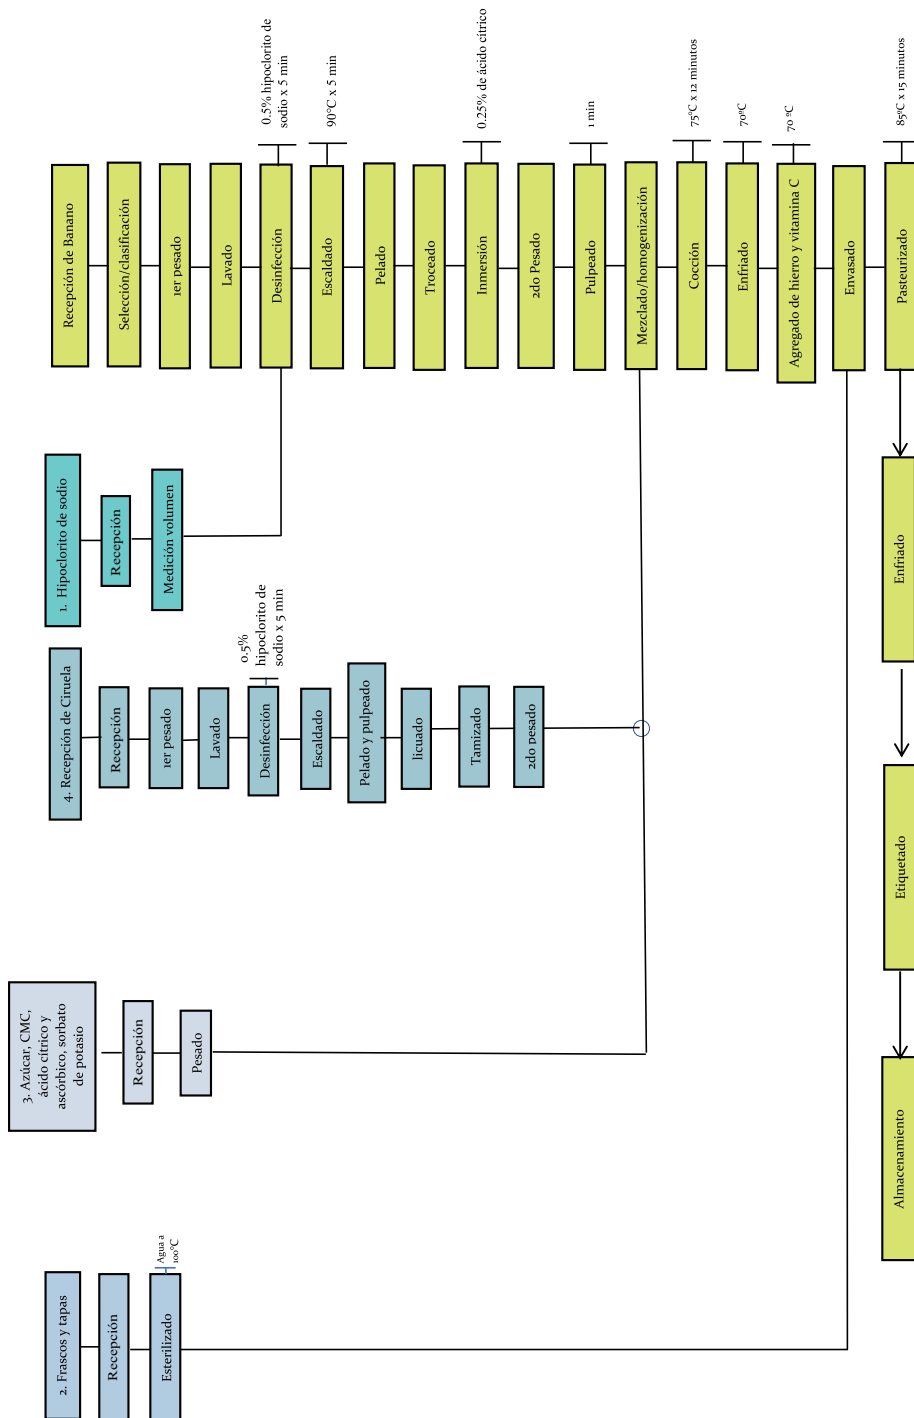 2. Frascos y tapas
Recepción
Esterilizado
Agua a
100°C
3. Azúcar, CMC,
ácido cítrico y
ascórbico, sorbato
de potasio
Recepción
Pesado
4. Recepción de Ciruela
Recepción
1er pesado
Lavado
Desinfección
0.5%
hipoclorito de
sodio x 5 min
Escaldado
Pelado y pulpeado
licuado
Tamizado
2do pesado
1. Hipoclorito de sodio
Recepción
Medición volumen
Recepción de Banano
Selección/clasificación
1er pesado
Lavado
Desinfección
0.5% hipoclorito de
sodio x 5 min
Escaldado
90°C x 5 min
Pelado
Troceado
Inmersión
0.25% de ácido cítrico
2do Pesado
Pulpeado
1 min
Mezclado/homogenización
Cocción
75°C x 12 minutos
Enfriado
70ºC
Agregado de hierro y vitamina C
70 ºC
Envasado
Pasteurizado
85ºC x 15 minutos
Enfriado
Etiquetado
Almacenamiento